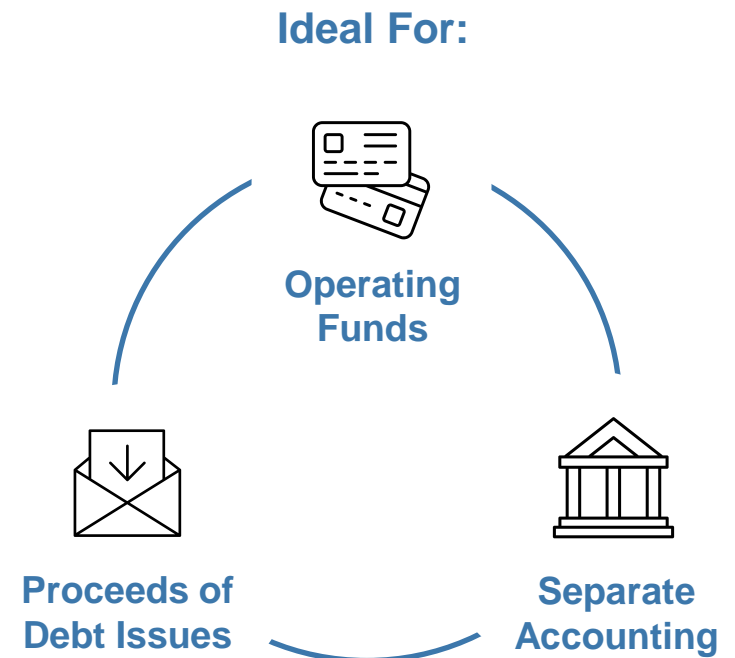 Ideal For:
Operating
Funds
Proceeds of
Debt Issues
Separate
Accounting